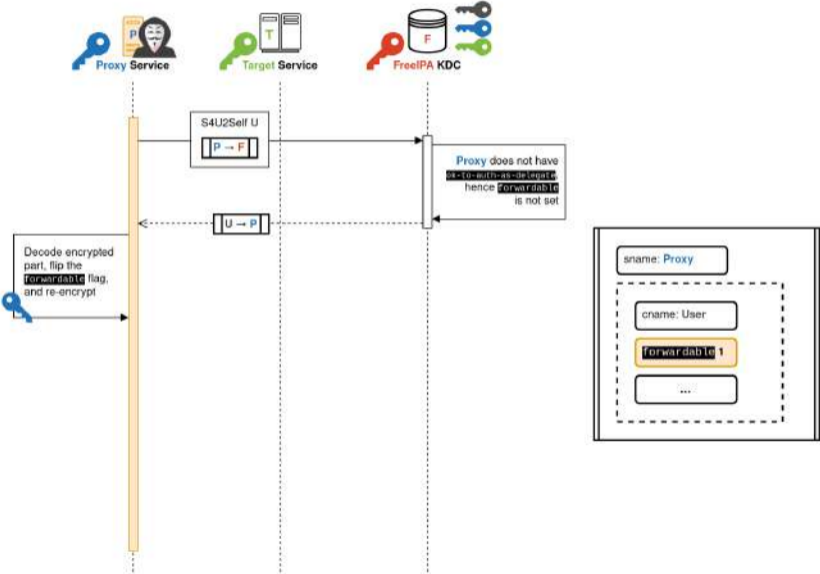 P
T
F
Proxy Service
Target Service
FreeIPA KDC
S4U2Self U
P → F
Proxy does not have
ok-to-auth-as-delegate,
hence forwardable
is not set
U → P
Decode encrypted
part, flip the
forwardable flag,
and re-encrypt
sname: Proxy
cname: User
forwardable 1
...